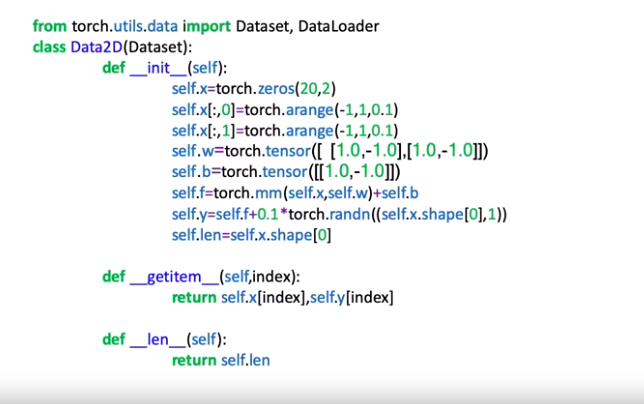 from torch.utils.data import Dataset, DataLoader
class Data2D(Dataset):
def __init__(self):
self.x=torch.zeros(20,2)
self.x[:,0]=torch.arange(-1,1,0.1)
self.x[:,1]=torch.arange(-1,1,0.1)
self.w=torch.tensor([ [1.0,-1.0],[1.0,-1.0]])
self.b=torch.tensor([[1.0,-1.0]])
self.f=torch.mm(self.x,self.w)+self.b
self.y=self.f+0.1*torch.randn((self.x.shape[0],1))
self.len=self.x.shape[0]
def __getitem__(self,index):
return self.x[index],self.y[index]
def __len__(self):
return self.len